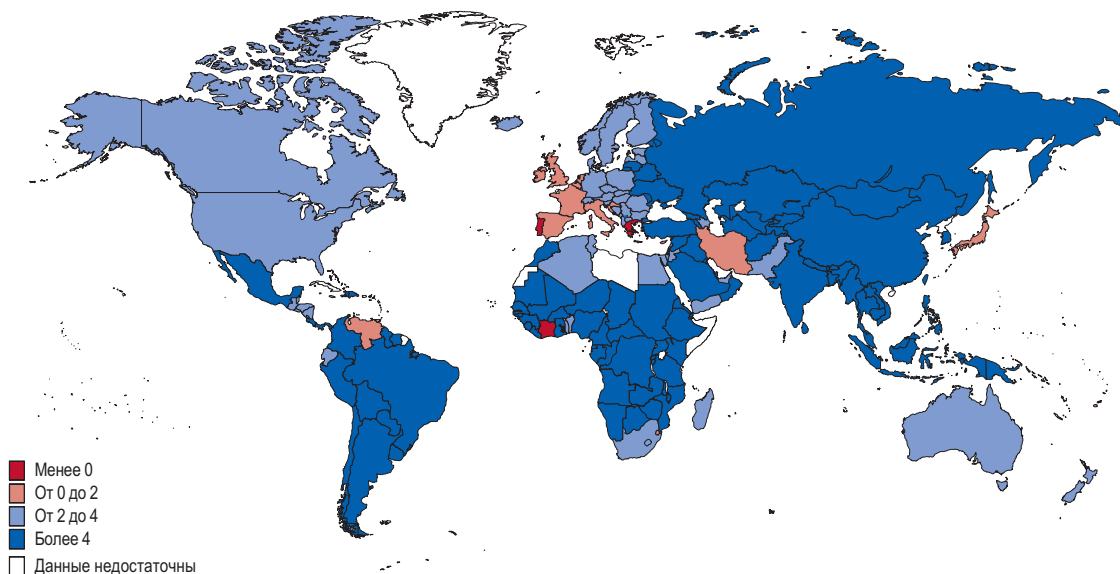 Менее 0
От 0 до 2
От 2 до 4
Более 4
Данные недостаточны